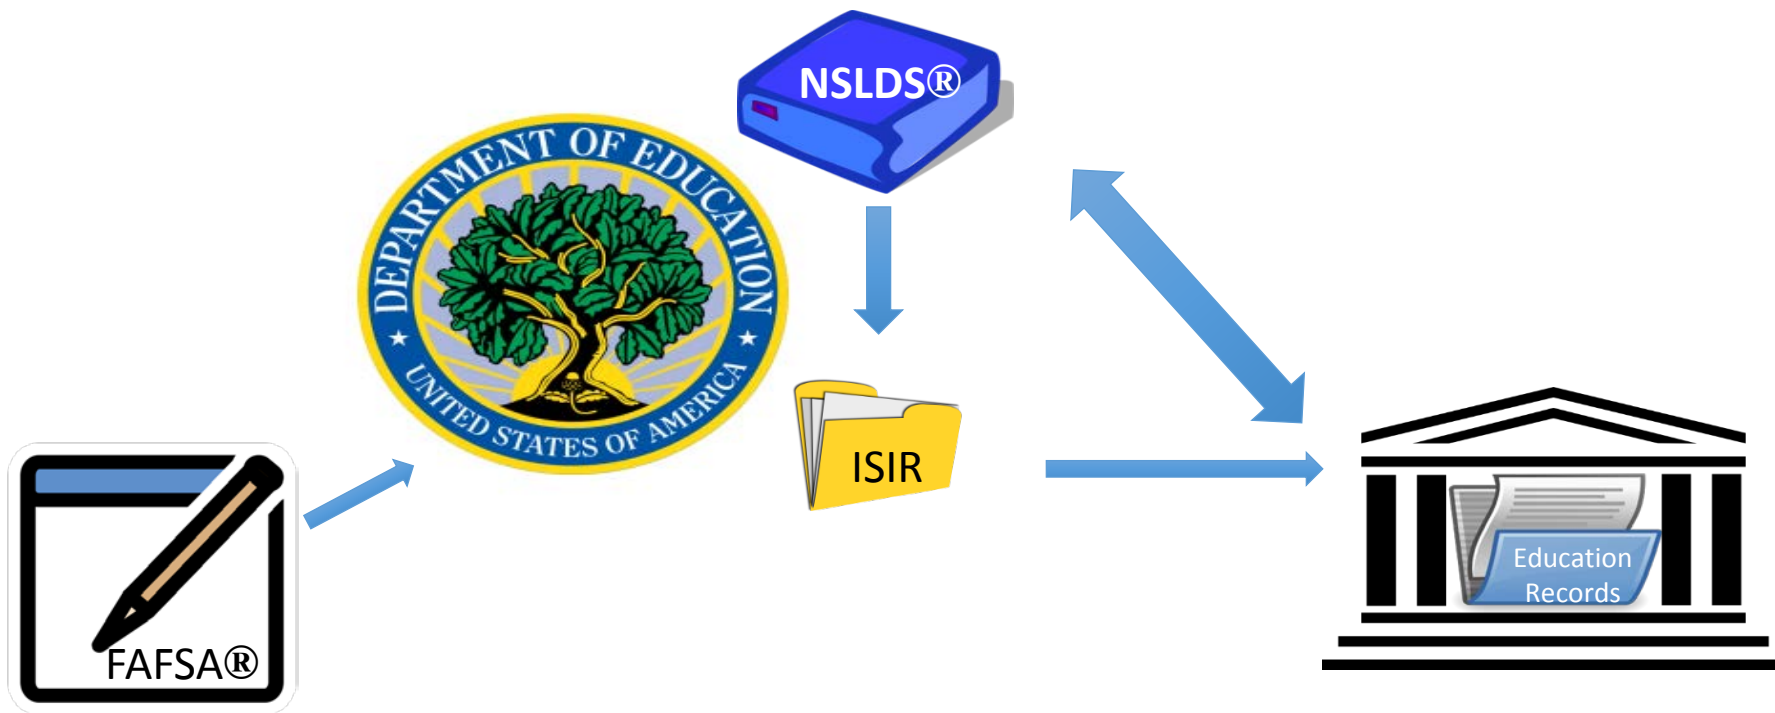 NSLDS®
DEPARTMENT OF EDUCATION
UNITED STATES OF AMERICA
ISIR
Education
Records
FAFSA®